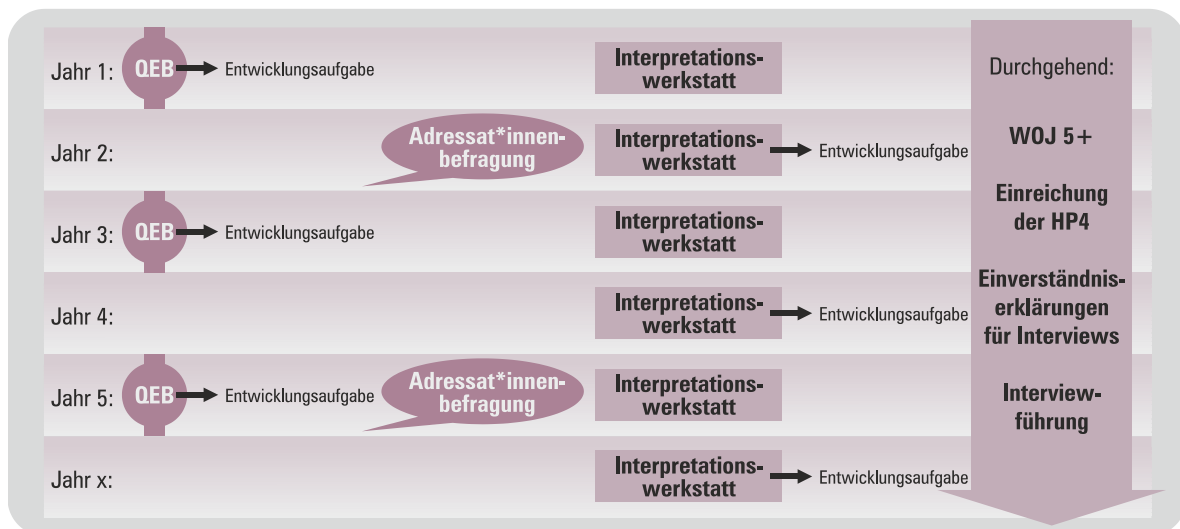 Jahr 1:
QEB
Entwicklungsaufgabe
Interpretations-
werkstatt
Jahr 2:
Adressat*innen-
befragung
Interpretations-
werkstatt
Entwicklungsaufgabe
Jahr 3:
QEB
Entwicklungsaufgabe
Interpretations-
werkstatt
Jahr 4:
Interpretations-
werkstatt
Entwicklungsaufgabe
Jahr 5:
QEB
Entwicklungsaufgabe
Adressat*innen-
befragung
Interpretations-
werkstatt
Jahr x:
Interpretations-
werkstatt
Entwicklungsaufgabe
Durchgehend:
WOJ 5+
Einreichung
der HP4
Einverständnis-
erklärungen
für Interviews
Interview-
führung